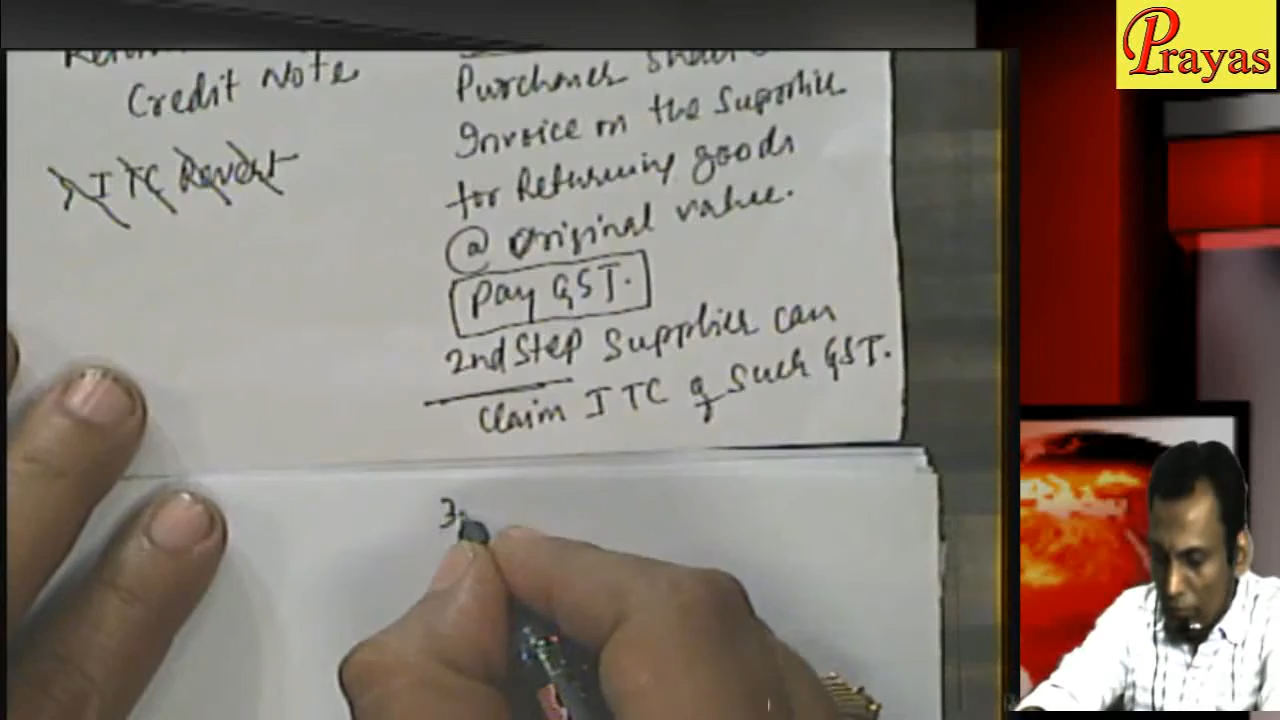 Prayas
Credit Note
ITC Revert
Purchaser
Invoice on the Supplier
for Returning goods
@ original value.
Pay GST.
2nd Step Supplier can
Claim ITC of Such GST.
3